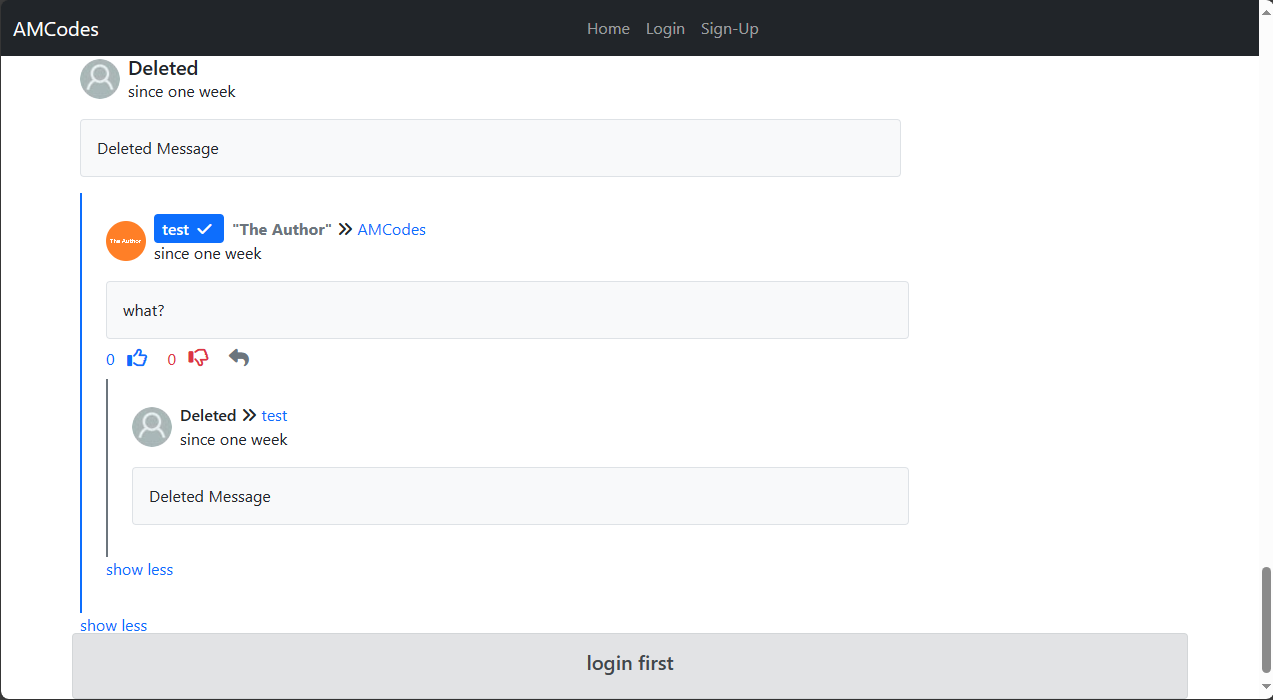 AMCodes
Home Login Sign-Up
Deleted
since one week
Deleted Message
The Author
test "The Author" AMCodes
since one week
what?
0 0
Deleted test
since one week
Deleted Message
show less
show less
login first